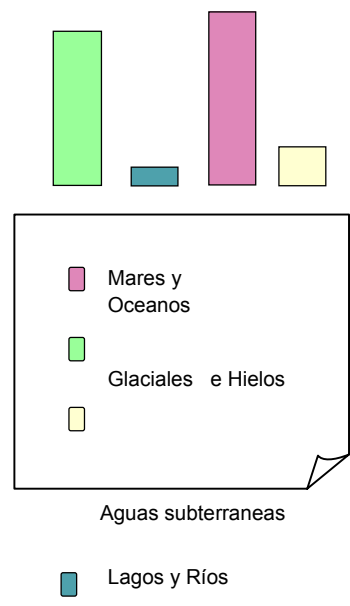 Mares y
Oceanos
Glaciales e Hielos
Aguas subterraneas
Lagos y Ríos